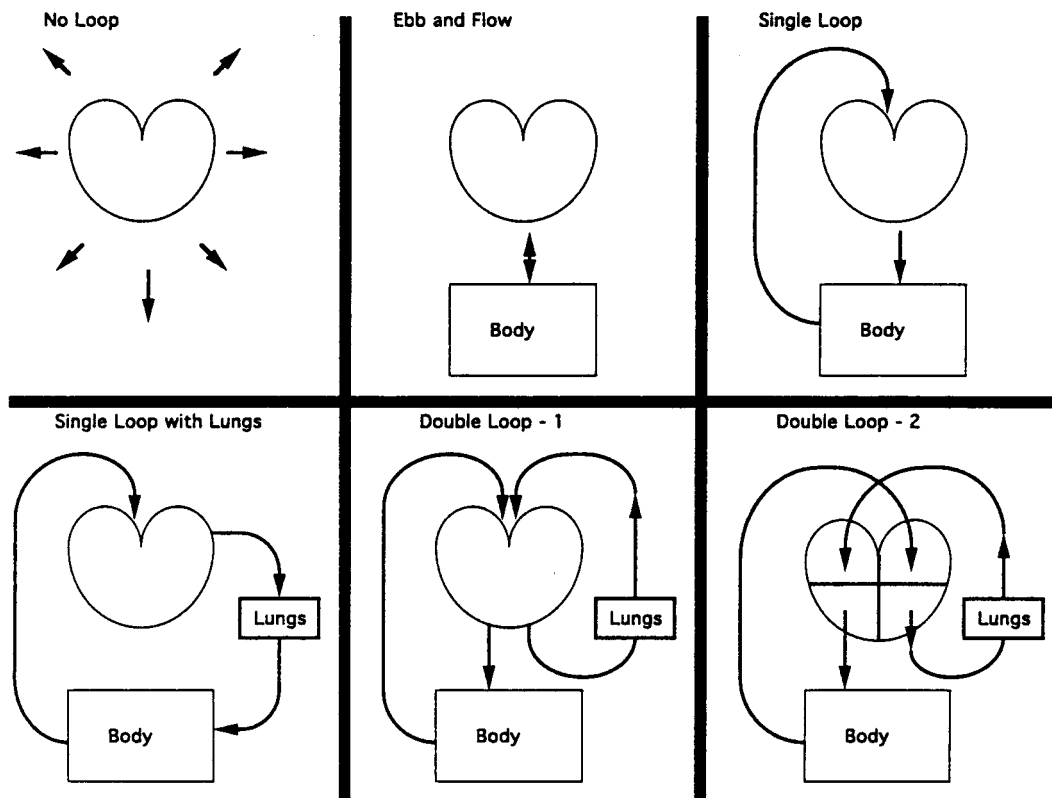 No Loop
Ebb and Flow
Single Loop
Body
Body
Single Loop with Lungs
Double Loop - 1
Double Loop - 2
Lungs
Lungs
Lungs
Body
Body
Body